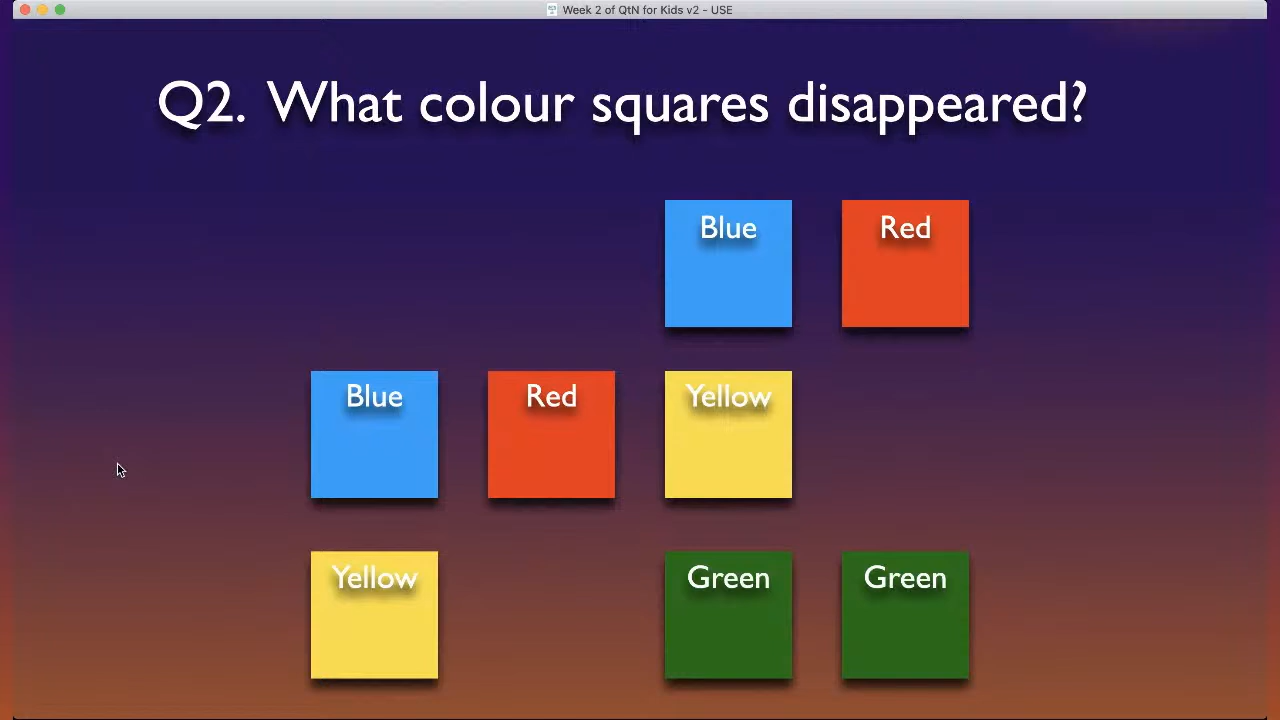 Week 2 of QtN for Kids v2 - USE
Q2. What colour squares disappeared?
Blue Red
Blue Red Yellow
Yellow Green Green